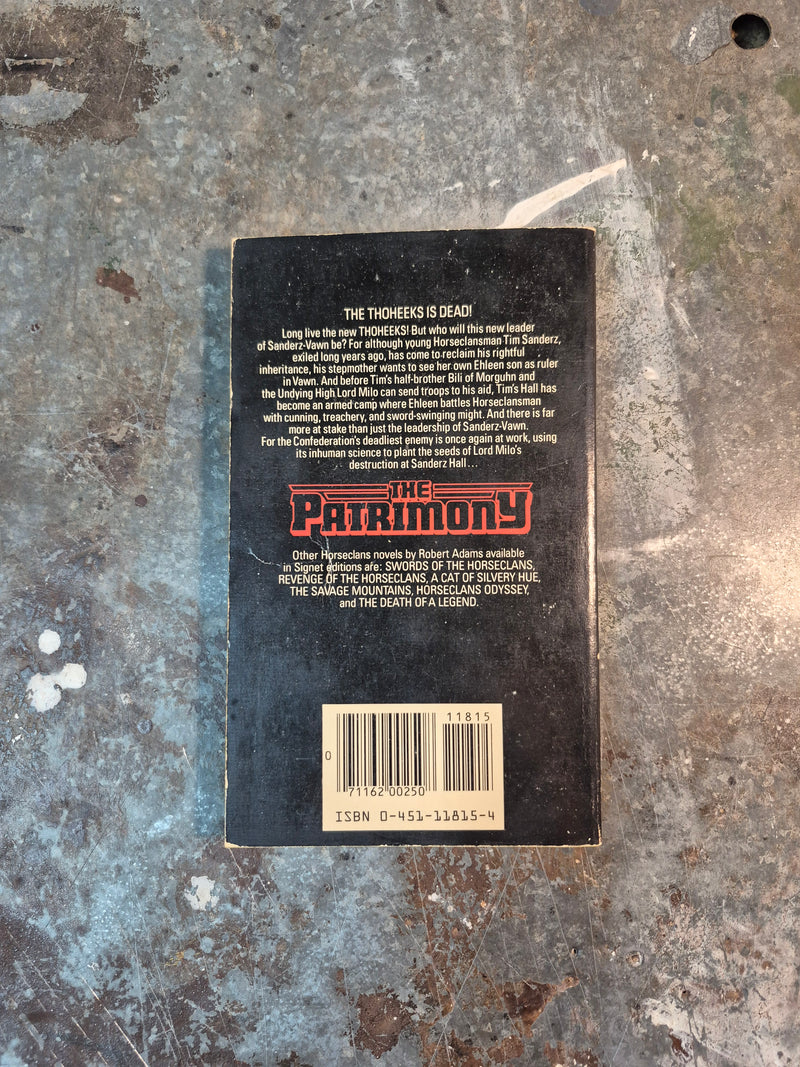 THE THOHEEKS IS DEAD!
Long live the new THOHEEKS! But who will this new leader
of Sanderz-Vawn be? For although young Horseclansman Tim Sanderz,
exiled long years ago, has come to reclaim his rightful
inheritance, his stepmother wants to see her own Ehleen son as ruler
in Vawn. And before Tim's half-brother Bili of Morguhn and
the Undying High Lord Milo can send troops to his aid, Tim's Hall has
become an armed camp where Ehleen battles Horseclansman
with cunning, treachery, and sword-swinging might. And there is far
more at stake than just the leadership of Sanderz-Vawn.
For the Confederation's deadliest enemy is once again at work, using
its inhuman science to plant the seeds of Lord Milo's
destruction at Sanderz Hall...
THE
PATRIMONY
Other Horseclans novels by Robert Adams available
in Signet editions are: SWORDS OF THE HORSECLANS,
REVENGE OF THE HORSECLANS, A CAT OF SILVERY HUE,
THE SAVAGE MOUNTAINS, HORSECLANS ODYSSEY,
and THE DEATH OF A LEGEND.
11815
0
71162 00250
ISBN 0-451-11815-4